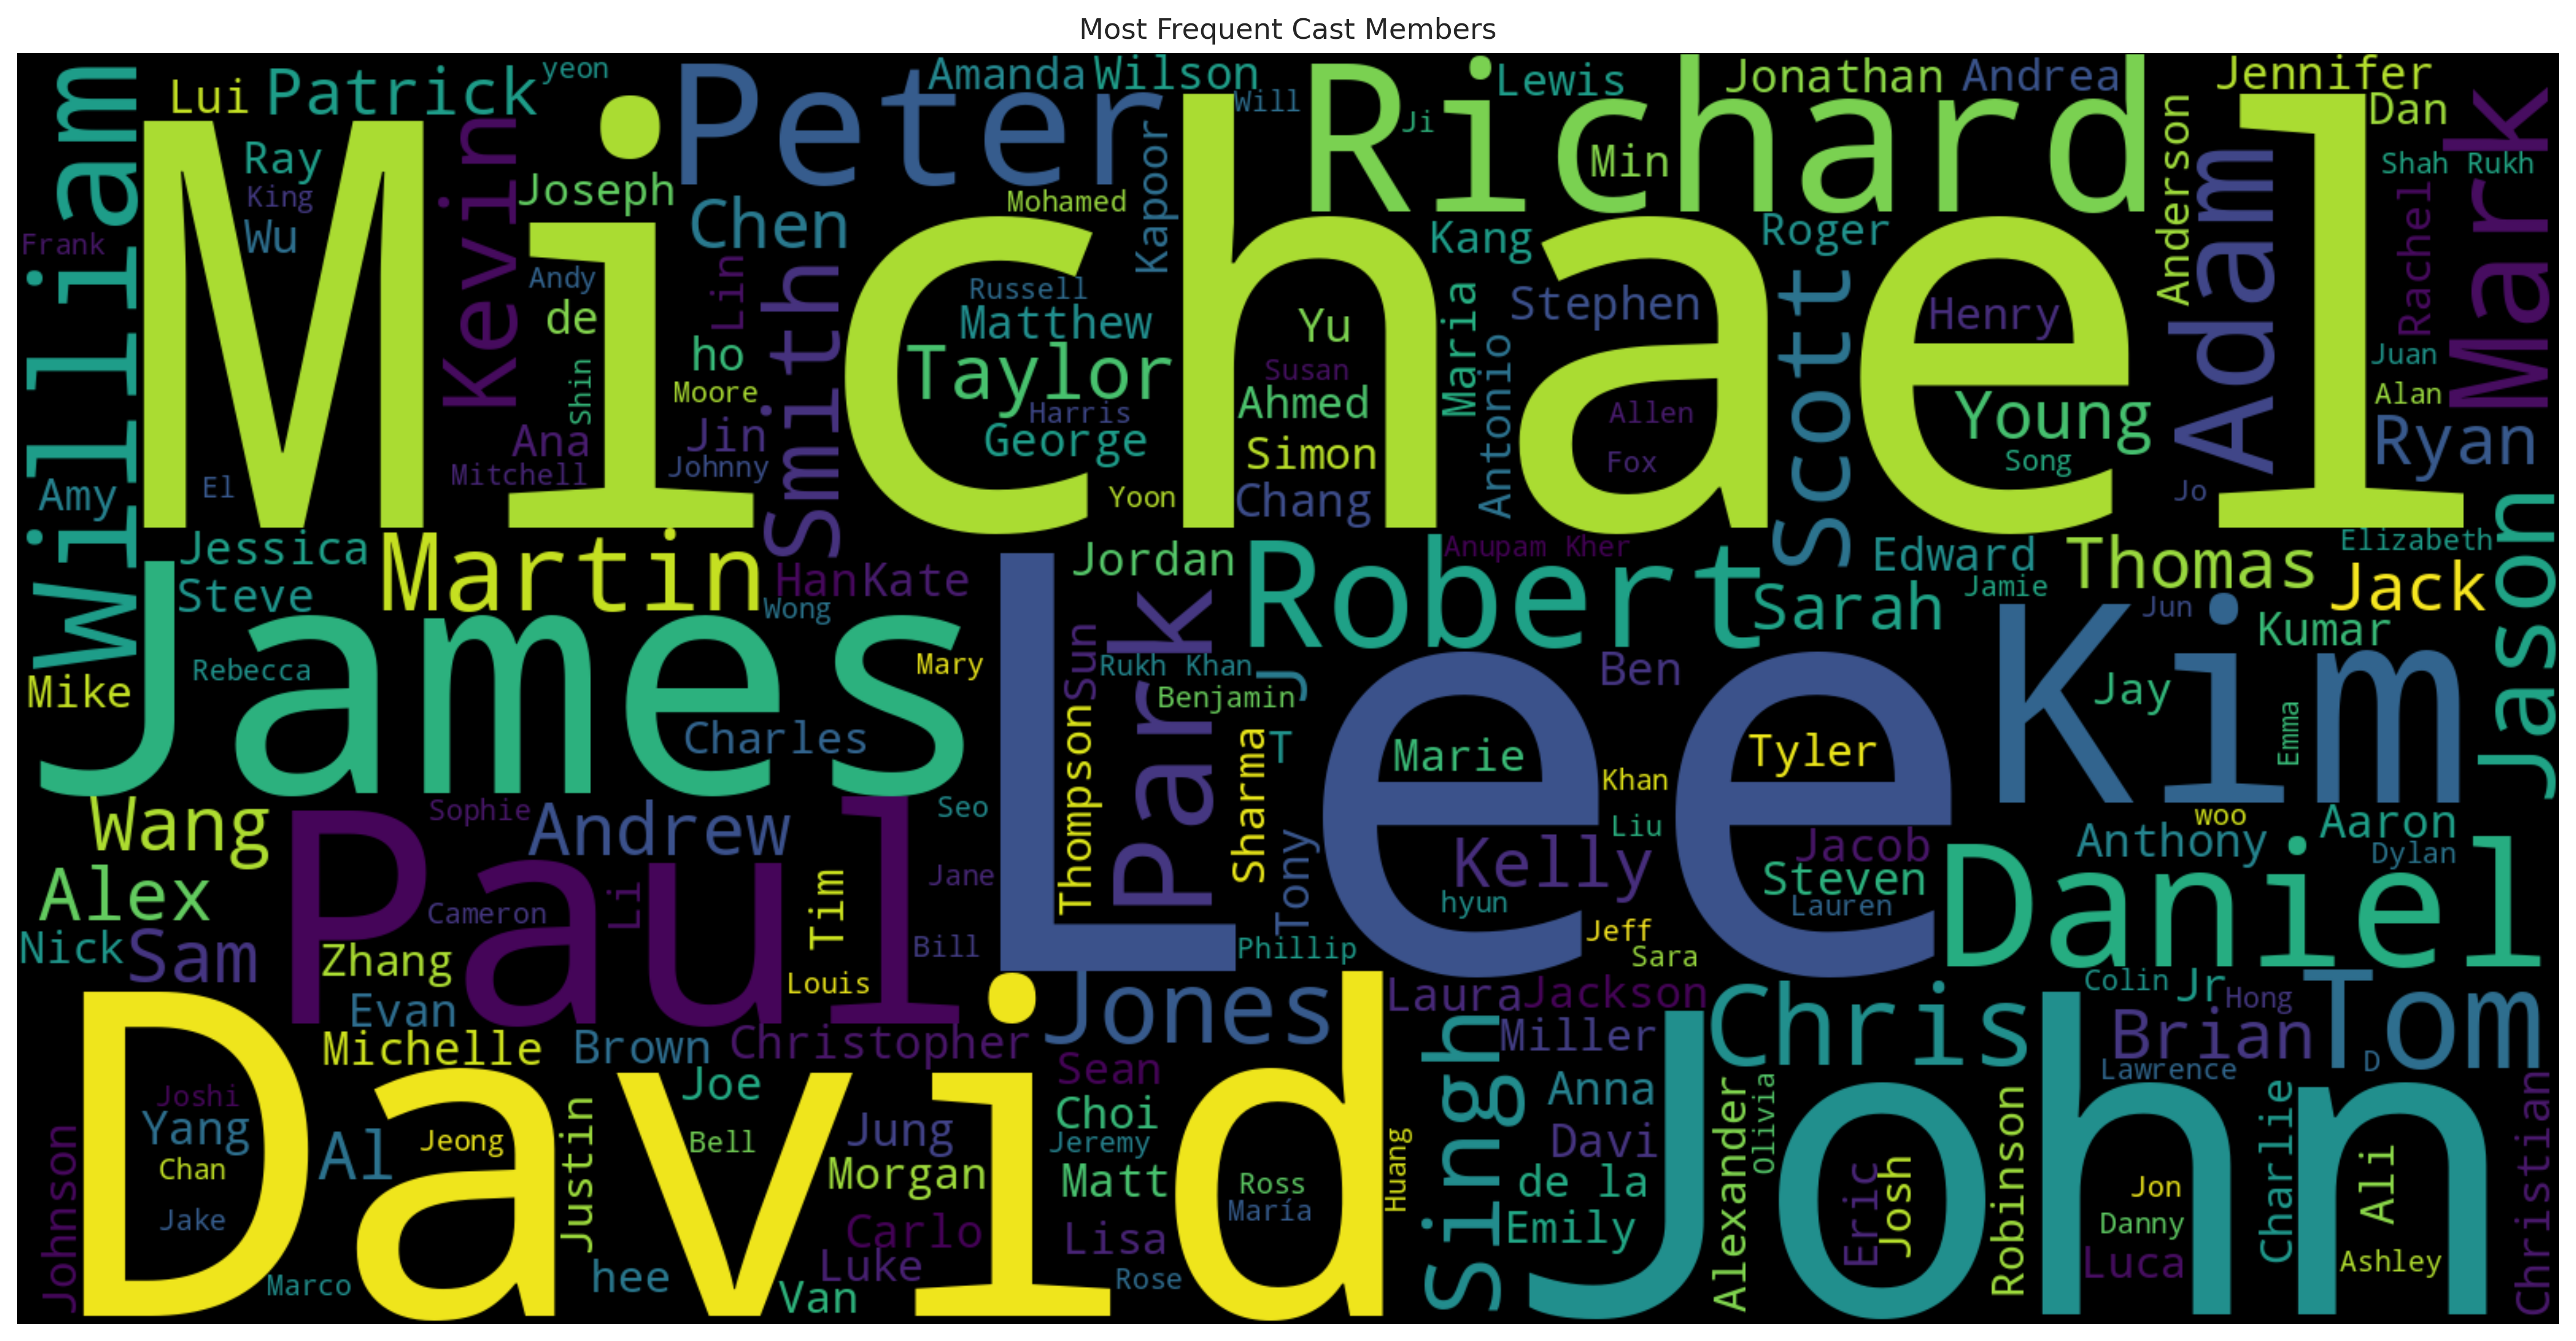 Most Frequent Cast Members
William
Lui
Patrick
yeon
Peter
Amanda
Wilson
Will
Richard
Ji
Lewis
Jonathan
Andrea
Jennifer
Dan
Mark
Michael
Ray
King
Wu
Frank
Kevin
Joseph
Chen
Mohamed
Kapoor
Min
Kang
Roger
Anderson
Adam
Shah Rukh
Rachel
Andy
de
Shin
Lin
ho
Moore
Smith
Russell
Matthew
Taylor
Harris
George
Yu
Susan
Ahmed
Simon
Chang
Maria
Antonio
Stephen
Allen
Fox
Scott
Henry
Young
Song
Juan
Alan
Ryan
Jo
Amy
El
Ana
Mitchell
Jin
Johnny
Yoon
Jessica
Steve
Martin
Han
Kate
Wong
Jordan
Robert
Anupam Kher
Sarah
Edward
Jamie
Thomas
Elizabeth
Jack
Jason
James
Rebecca
Mike
Mary
Charles
Lee
Sun
Park
Rukh Khan
Benjamin
J
Ben
Kim
Jun
Kumar
Jay
Emma
Thompson
Sharma
T
Marie
Khan
Tyler
Wang
Sophie
Andrew
Seo
Paul
Tony
Liu
Kelly
hyun
Jacob
Steven
Lauren
woo
Anthony
Aaron
Dylan
Daniel
Alex
Cameron
Li
Tim
Jane
Nick
Sam
Zhang
Louis
Bill
Phillip
Jeff
Sara
Evan
Michelle
Brown
Christopher
Jones
Laura
Jackson
Miller
Chris
Colin
Jr
Hong
Brian
Tom
Lawrence
D
David
Joshi
Yang
Chan
Jake
Johnson
Al
Jeong
Justin
Joe
Bell
Jung
Morgan
Carlo
Luke
Sean
Choi
Jeremy
Matt
Lisa
Rose
Ross
María
Huang
Singh
Anna
Davi
de la
Emily
John
Alexander
Olivia
Eric
Josh
Robinson
Jon
Danny
Luca
Charlie
Ali
Ashley
Christian
Marco
hee
Van